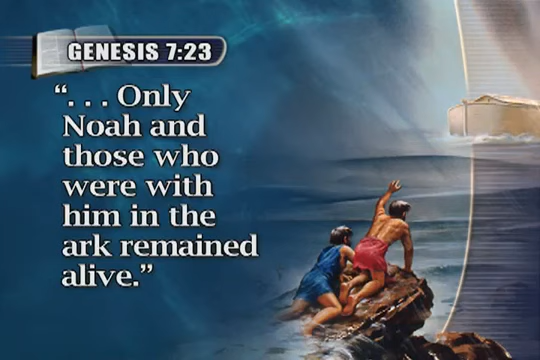 GENESIS 7:23
“. . . Only
Noah and
those who
were with
him in the
ark remained
alive.”